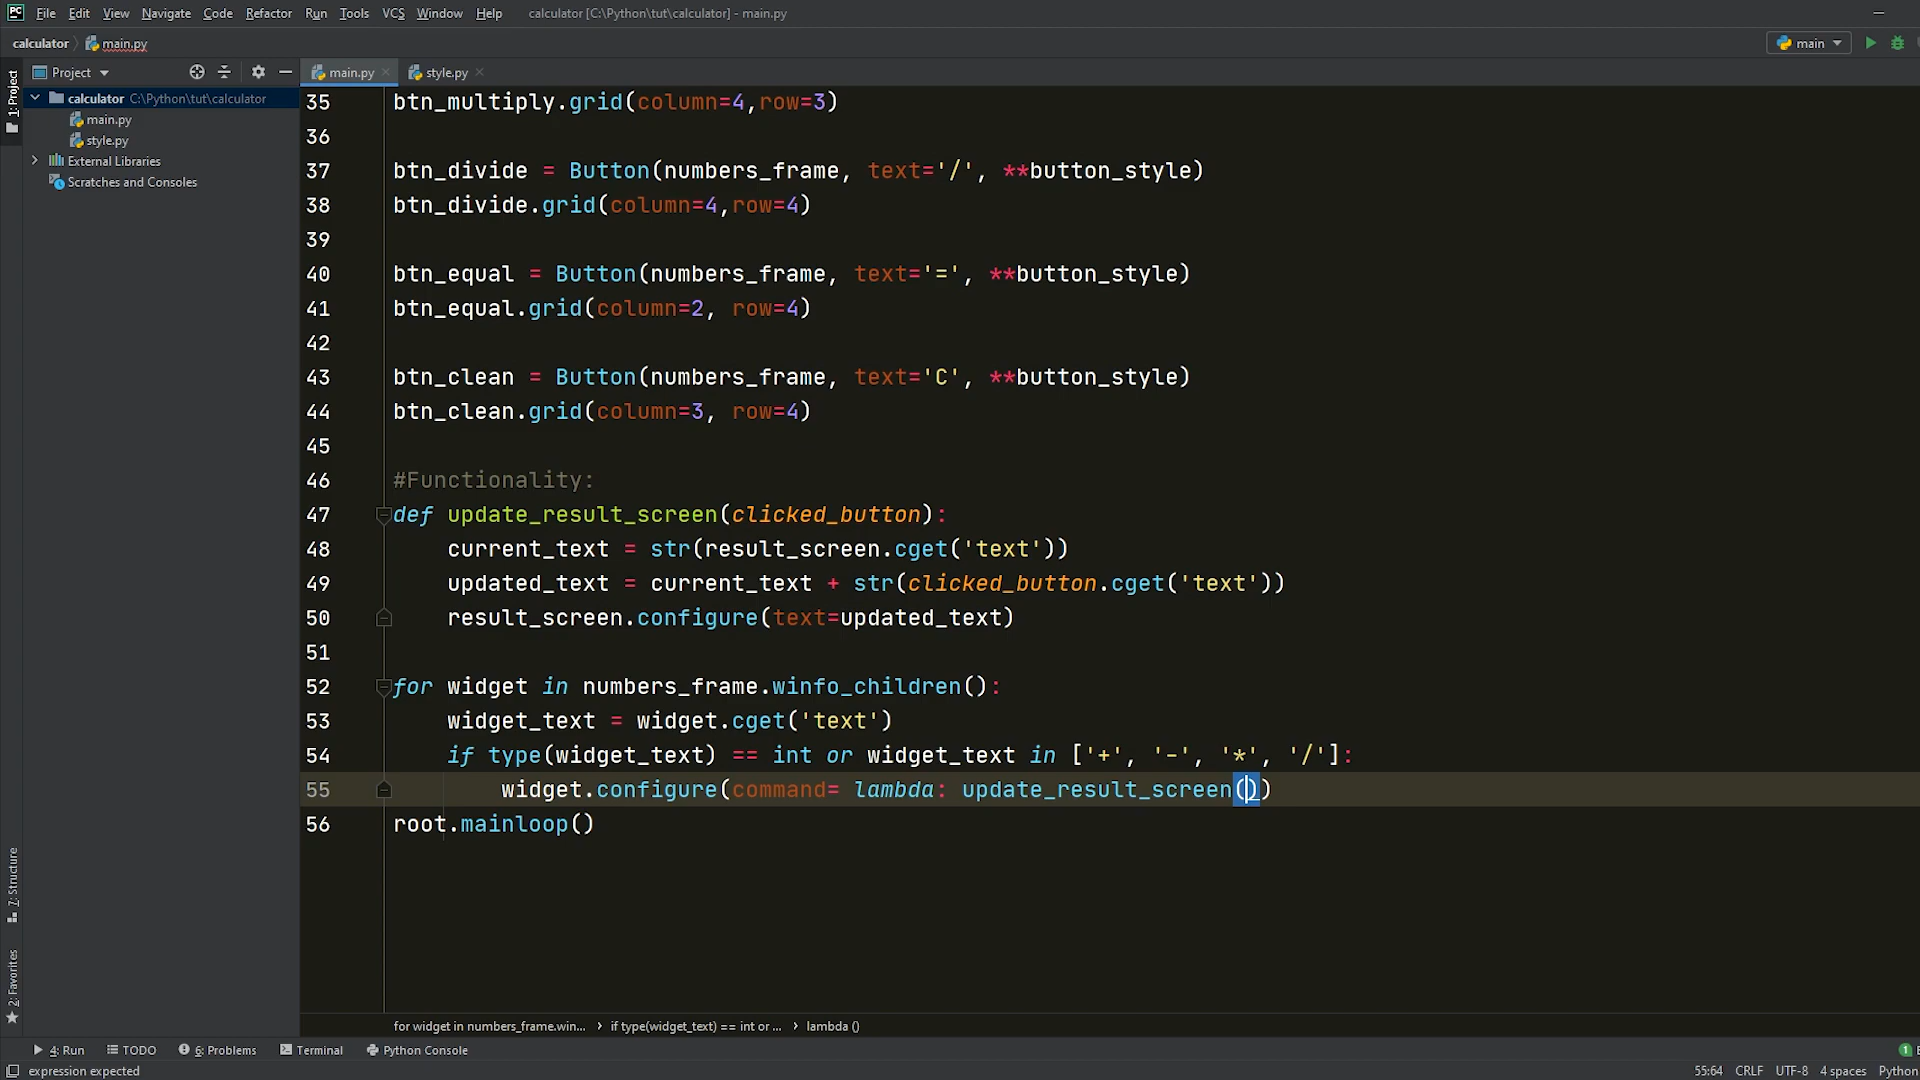 PC File Edit View Navigate Code Refactor Run Tools VCS Window Help calculator [C:\Python\tut\calculator] - main.py
calculator main.py main
1: Project
Project main.py style.py
calculator C:\Python\tut\calculator
main.py
style.py
External Libraries
Scratches and Consoles
35 btn_multiply.grid(column=4,row=3)
36
37 btn_divide = Button(numbers_frame, text='/', **button_style)
38 btn_divide.grid(column=4,row=4)
39
40 btn_equal = Button(numbers_frame, text='=', **button_style)
41 btn_equal.grid(column=2, row=4)
42
43 btn_clean = Button(numbers_frame, text='C', **button_style)
44 btn_clean.grid(column=3, row=4)
45
46 #Functionality:
47 def update_result_screen(clicked_button):
48     current_text = str(result_screen.cget('text'))
49     updated_text = current_text + str(clicked_button.cget('text'))
50     result_screen.configure(text=updated_text)
51
52 for widget in numbers_frame.winfo_children():
53     widget_text = widget.cget('text')
54     if type(widget_text) == int or widget_text in ['+', '-', '*', '/']:
55         widget.configure(command= lambda: update_result_screen())
56 root.mainloop()
7: Structure
2: Favorites
for widget in numbers_frame.win... › if type(widget_text) == int or ... › lambda ()
4: Run TODO 6: Problems Terminal Python Console 1
expression expected 55:64 CRLF UTF-8 4 spaces Python